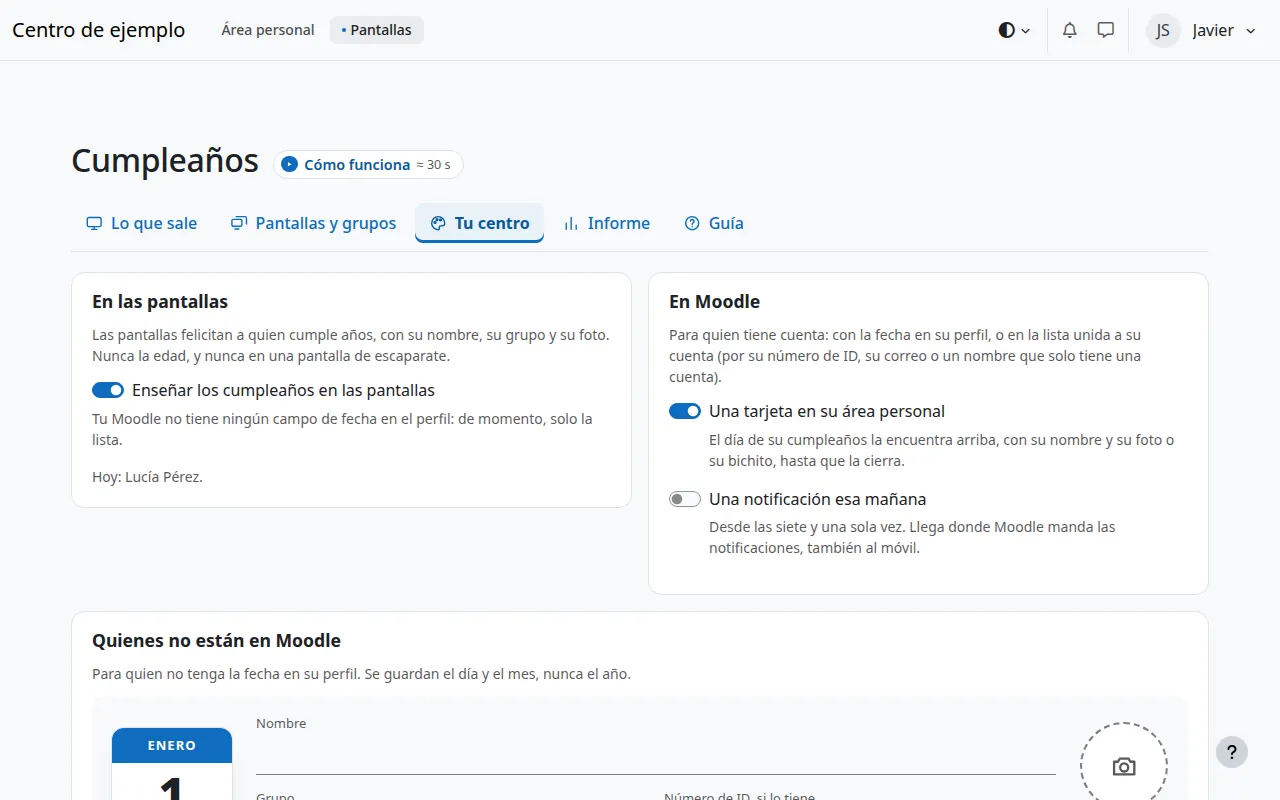 Centro de ejemplo
Área personal
• Pantallas
JS
Javier
Cumpleaños
Cómo funciona ≈ 30 s
Lo que sale
Pantallas y grupos
Tu centro
Informe
Guía
En las pantallas
Las pantallas felicitan a quien cumple años, con su nombre, su grupo y su foto.
Nunca la edad, y nunca en una pantalla de escaparate.
Enseñar los cumpleaños en las pantallas
Tu Moodle no tiene ningún campo de fecha en el perfil: de momento, solo la
lista.
Hoy: Lucía Pérez.
En Moodle
Para quien tiene cuenta: con la fecha en su perfil, o en la lista unida a su
cuenta (por su número de ID, su correo o un nombre que solo tiene una
cuenta).
Una tarjeta en su área personal
El día de su cumpleaños la encuentra arriba, con su nombre y su foto o
su bichito, hasta que la cierra.
Una notificación esa mañana
Desde las siete y una sola vez. Llega donde Moodle manda las
notificaciones, también al móvil.
Quienes no están en Moodle
Para quien no tenga la fecha en su perfil. Se guardan el día y el mes, nunca el año.
ENERO
1
Nombre
Grupo
Número de ID, si lo tiene
?